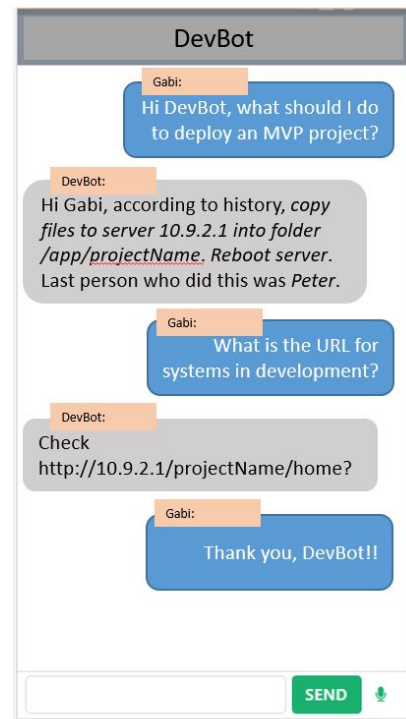 DevBot
Gabi:
Hi DevBot, what should I do
to deploy an MVP project?
DevBot:
Hi Gabi, according to history, copy
files to server 10.9.2.1 into folder
/app/projectName. Reboot server.
Last person who did this was Peter.
Gabi:
What is the URL for
systems in development?
DevBot:
Check
http://10.9.2.1/projectName/home?
Gabi:
Thank you, DevBot!!
SEND